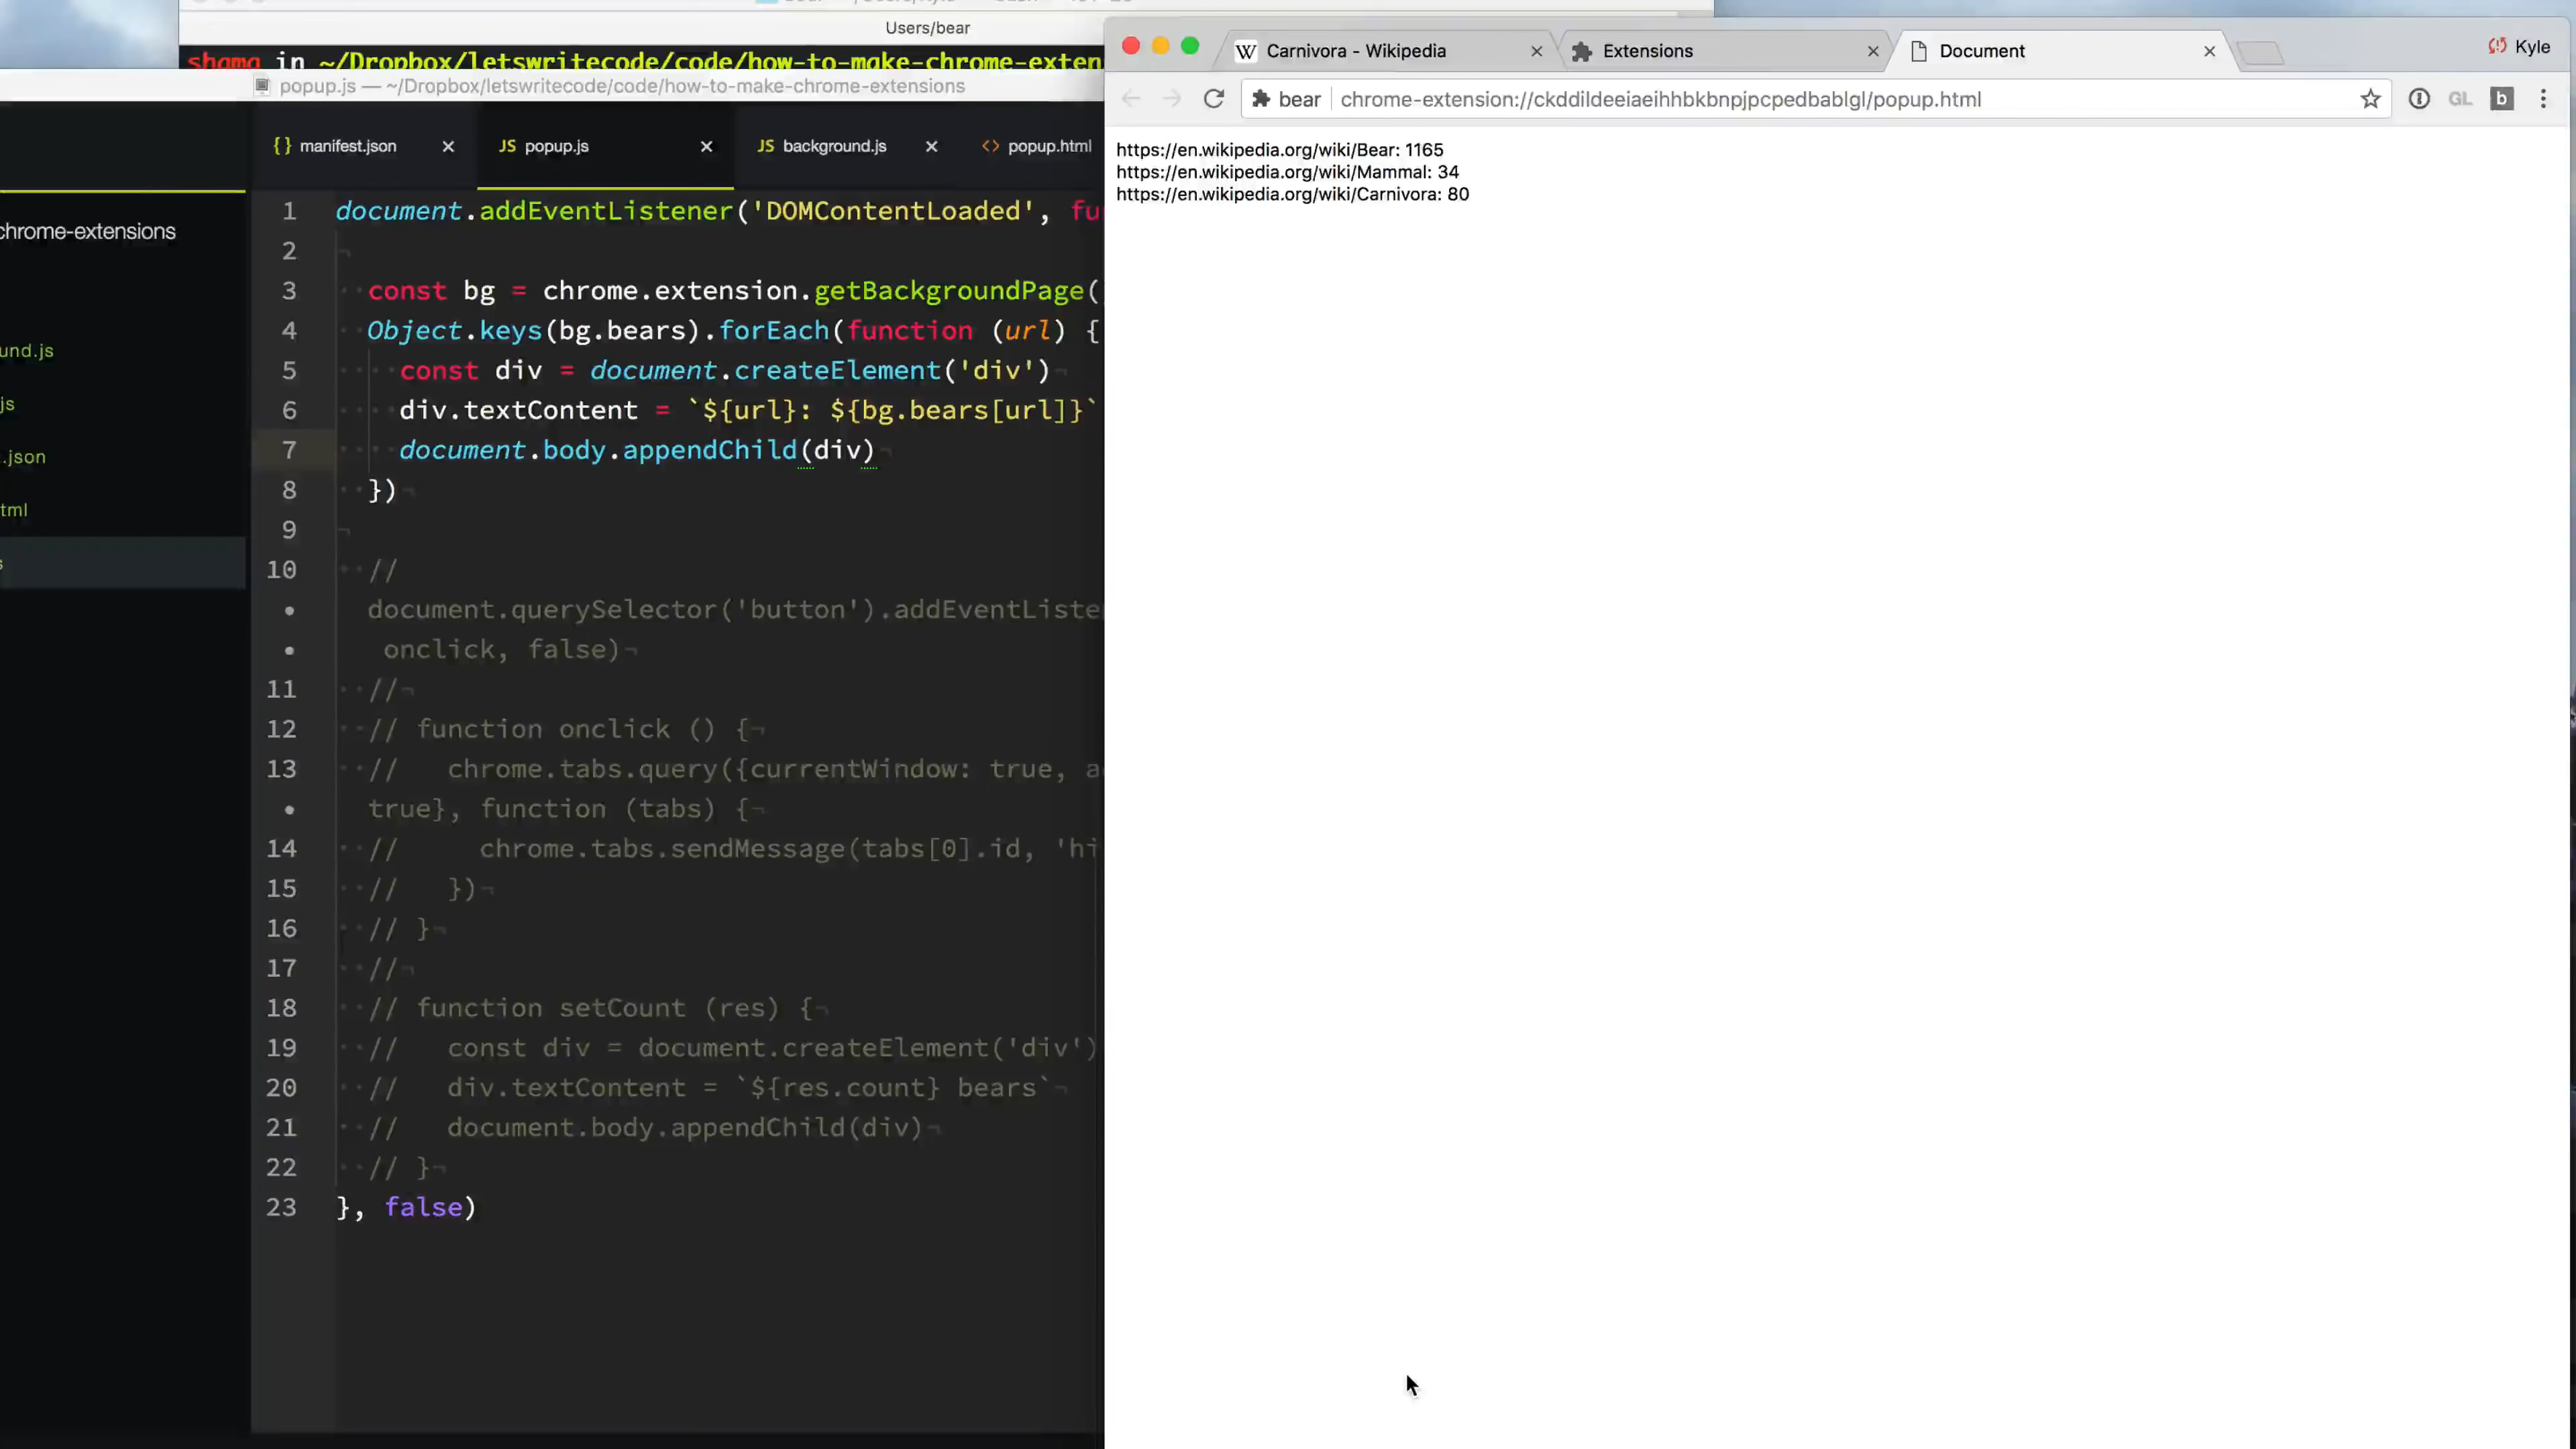 Users/bear
shama in ~/Dropbox/letswritecode/code/how-to-make-chrome-exten
popup.js — ~/Dropbox/letswritecode/code/how-to-make-chrome-extensions
Carnivora - Wikipedia
Extensions
Document
Kyle
bear
chrome-extension://ckddildeeiaeihhbkbnpjpcpedbablgl/popup.html
GL
b
https://en.wikipedia.org/wiki/Bear: 1165
https://en.wikipedia.org/wiki/Mammal: 34
https://en.wikipedia.org/wiki/Carnivora: 80
{} manifest.json
JS popup.js
JS background.js
<> popup.html
chrome-extensions
und.js
js
.json
tml
s
1 document.addEventListener('DOMContentLoaded', fu
2
3 const bg = chrome.extension.getBackgroundPage(
4 Object.keys(bg.bears).forEach(function (url) {
5 const div = document.createElement('div')
6 div.textContent = `${url}: ${bg.bears[url]}`
7 document.body.appendChild(div)
8 })
9
10 //
document.querySelector('button').addEventListe
onclick, false)
11 //
12 // function onclick () {
13 // chrome.tabs.query({currentWindow: true, a
true}, function (tabs) {
14 // chrome.tabs.sendMessage(tabs[0].id, 'hi
15 // })
16 // }
17 //
18 // function setCount (res) {
19 // const div = document.createElement('div')
20 // div.textContent = `${res.count} bears`
21 // document.body.appendChild(div)
22 // }
23 }, false)